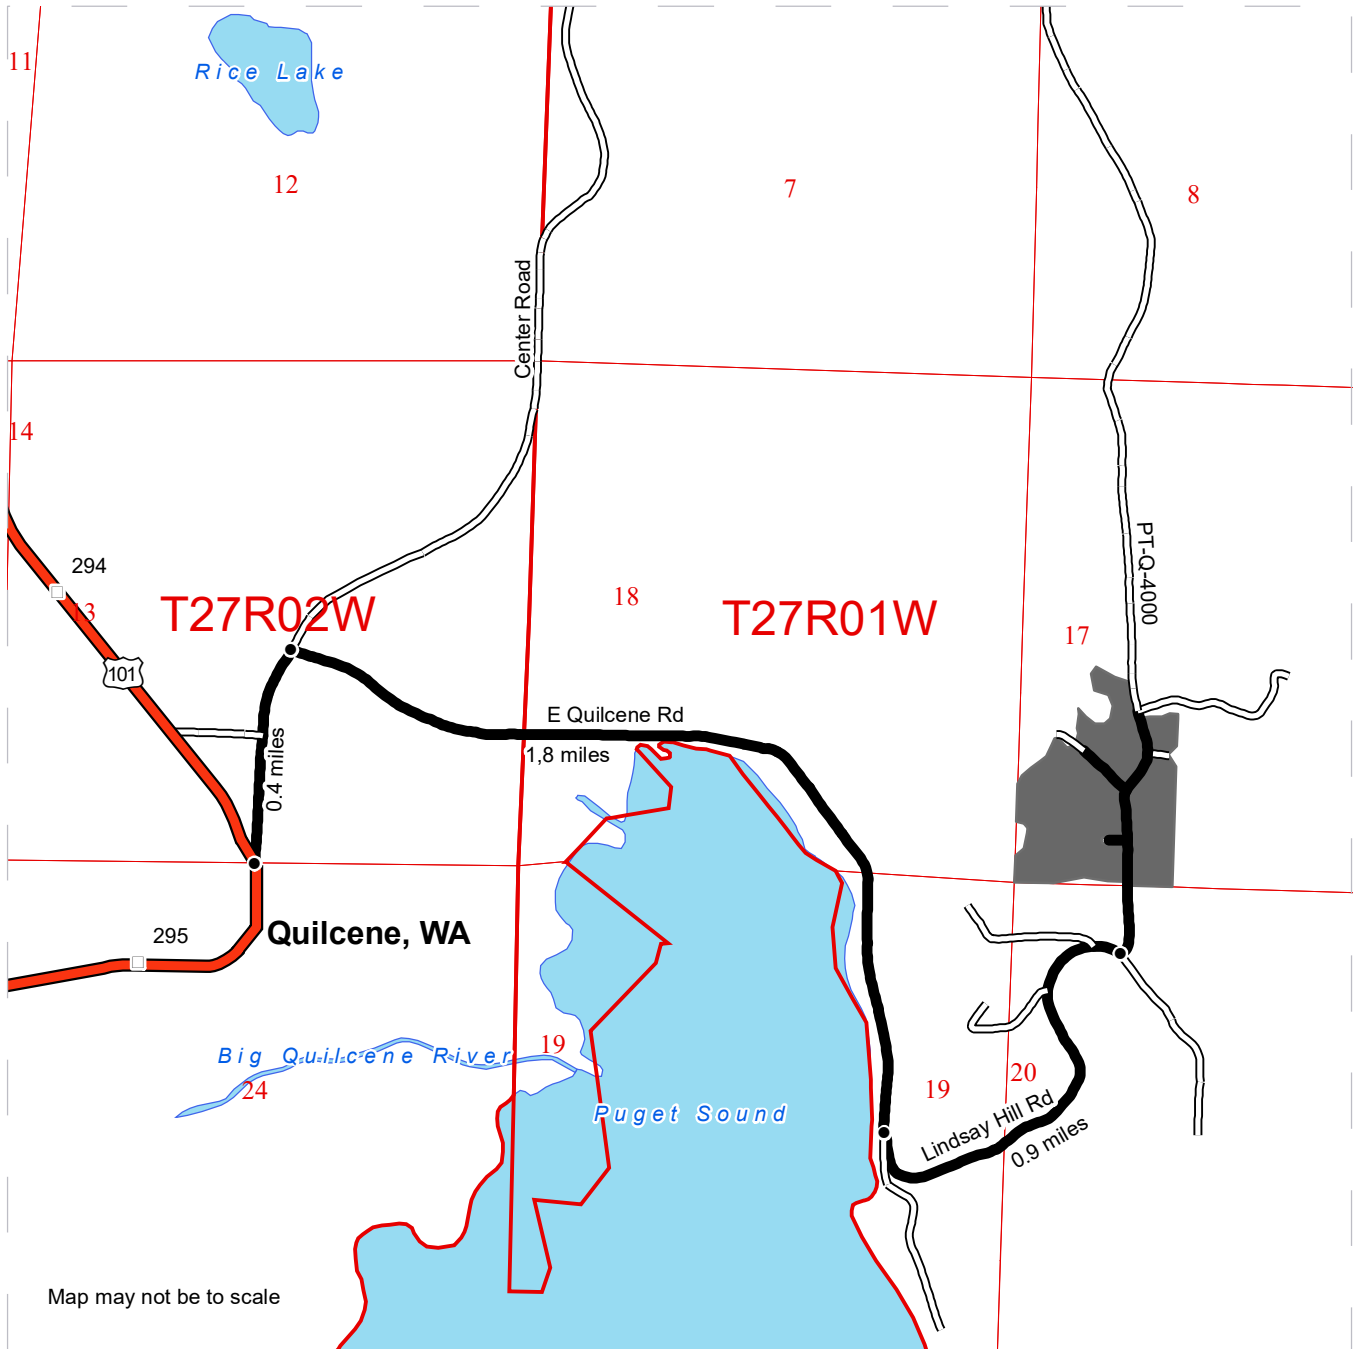 11
Rice Lake
12
7
8
Center Road
14
294
13
T27R02W
18
T27R01W
PT-Q-4000
17
101
E Quilcene Rd
1,8 miles
0.4 miles
295
Quilcene, WA
Big Quilcene River
19
24
Puget Sound
19
20
Lindsay Hill Rd
0.9 miles
Map may not be to scale